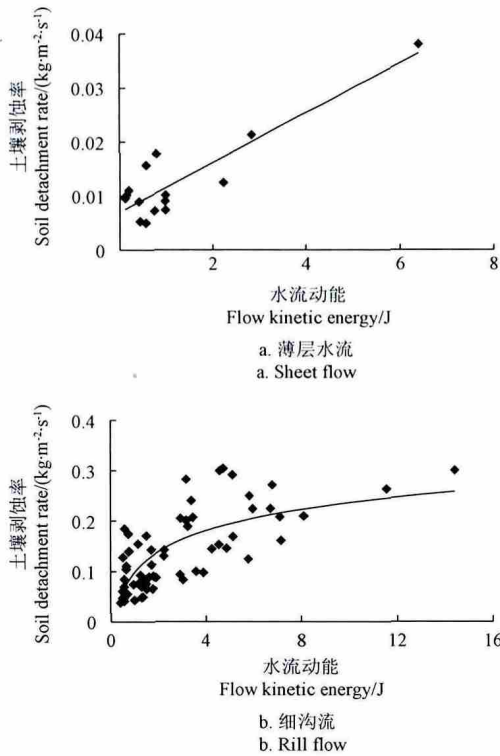 土壤剥蚀率
Soil detachment rate/(kg·m⁻²·s⁻¹)
0.04
0.03
0.02
0.01
0
2
4
6
8
水流动能
Flow kinetic energy/J
a. 薄层水流
a. Sheet flow
土壤剥蚀率
Soil detachment rate/(kg·m⁻²·s⁻¹)
0.4
0.3
0.2
0.1
0
0
4
8
12
16
水流动能
Flow kinetic energy/J
b. 细沟流
b. Rill flow